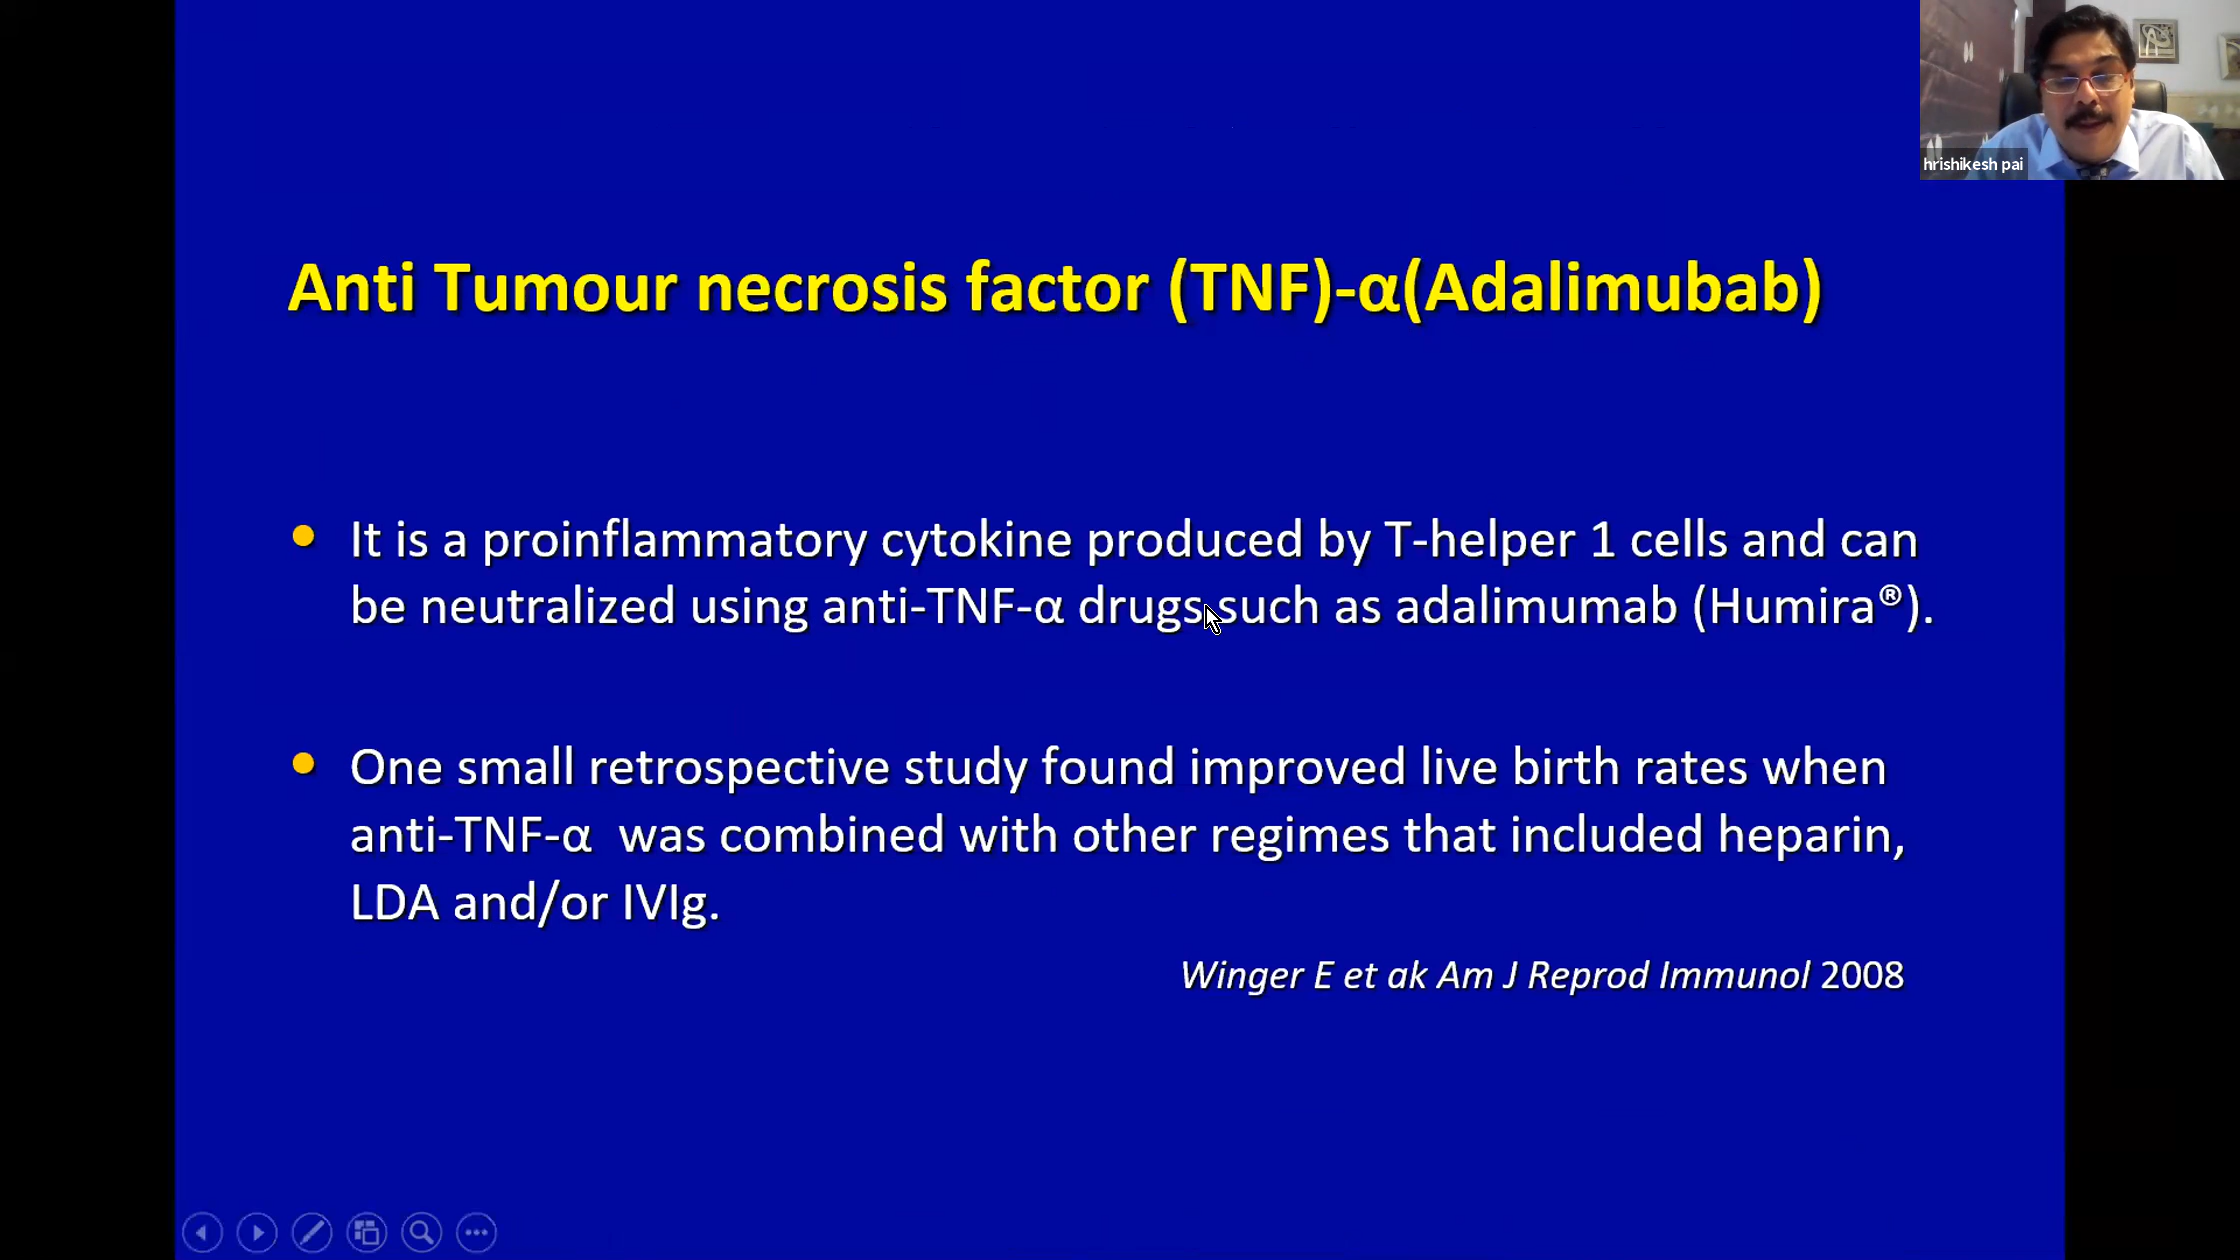 hrishikesh pai
Anti Tumour necrosis factor (TNF)-α(Adalimubab)
It is a proinflammatory cytokine produced by T-helper 1 cells and can
be neutralized using anti-TNF-α drugs such as adalimumab (Humira®).
One small retrospective study found improved live birth rates when
anti-TNF-α was combined with other regimes that included heparin,
LDA and/or IVIg.
Winger E et ak Am J Reprod Immunol 2008